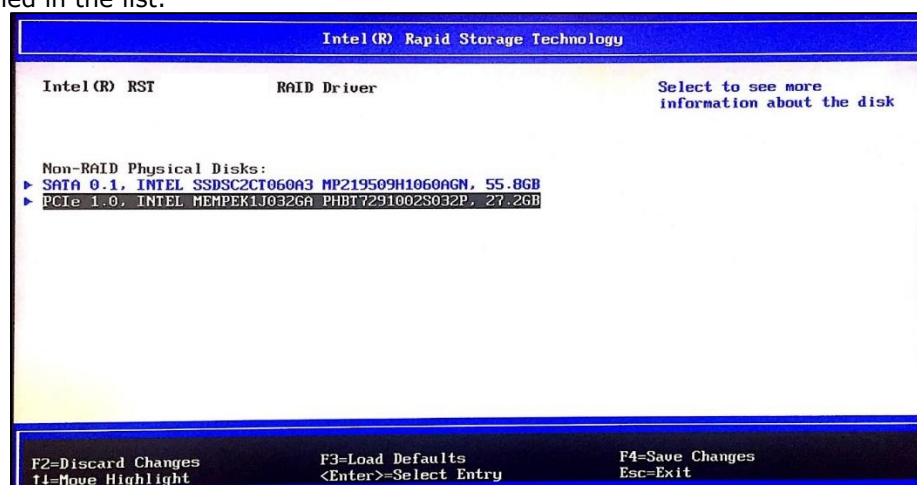 ed in the list.
Intel(R) Rapid Storage Technology
Intel(R) RST RAID Driver
Select to see more
information about the disk
Non-RAID Physical Disks:
SATA 0.1, INTEL SSDSC2CT060A3 MP219509H1060AGN, 55.8GB
PCIe 1.0, INTEL MEMPEK1J032GA PHBT7291002S032P, 27.2GB
F2=Discard Changes F3=Load Defaults F4=Save Changes
↑↓=Move Highlight <Enter>=Select Entry Esc=Exit